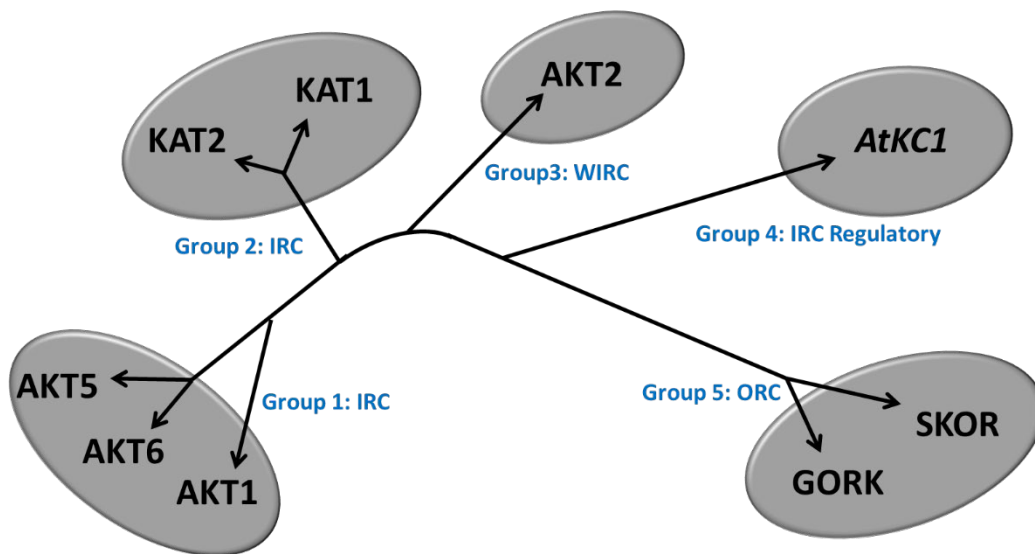 KAT1
KAT2
AKT2
AtKC1
Group3: WIRC
Group 2: IRC
Group 4: IRC Regulatory
AKT5
AKT6
AKT1
Group 1: IRC
Group 5: ORC
SKOR
GORK